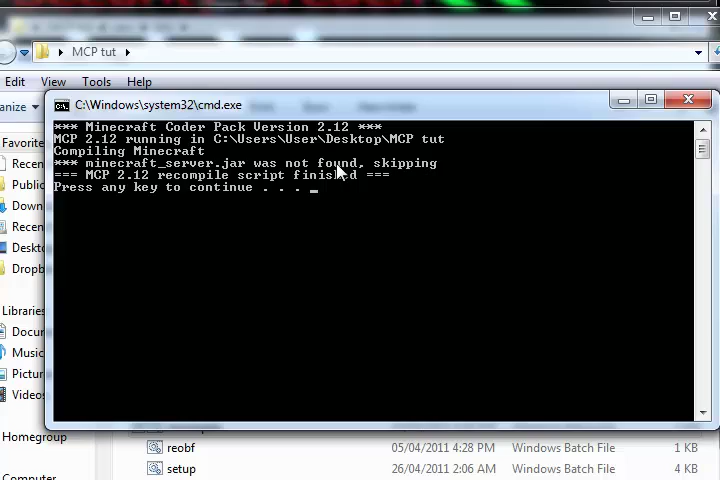 MCP tut
Edit View Tools Help
C:\Windows\system32\cmd.exe
*** Minecraft Coder Pack Version 2.12 ***
MCP 2.12 running in C:\Users\User\Desktop\MCP tut
Compiling Minecraft
*** minecraft_server.jar was not found, skipping
=== MCP 2.12 recompile script finished ===
Press any key to continue . . . _
anize
Favorite
Public
Down
Recen
Deskto
Dropb
Libraries
Docu
Music
Pictur
Videos
Homegroup
Computer
reobf 05/04/2011 4:28 PM Windows Batch File 1 KB
setup 26/04/2011 2:06 AM Windows Batch File 4 KB